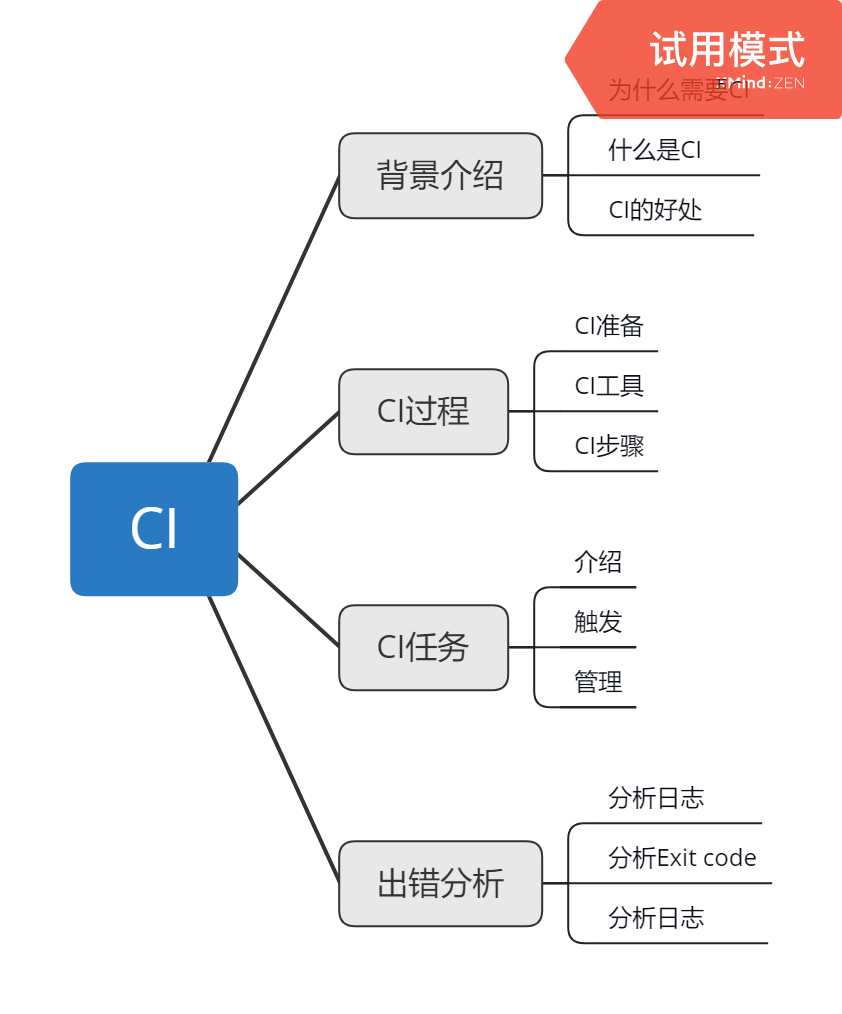 试用模式
XMind:ZEN
为什么需要CI
什么是CI
CI的好处
背景介绍
CI准备
CI工具
CI步骤
CI过程
CI
介绍
触发
管理
CI任务
分析日志
分析Exit code
分析日志
出错分析